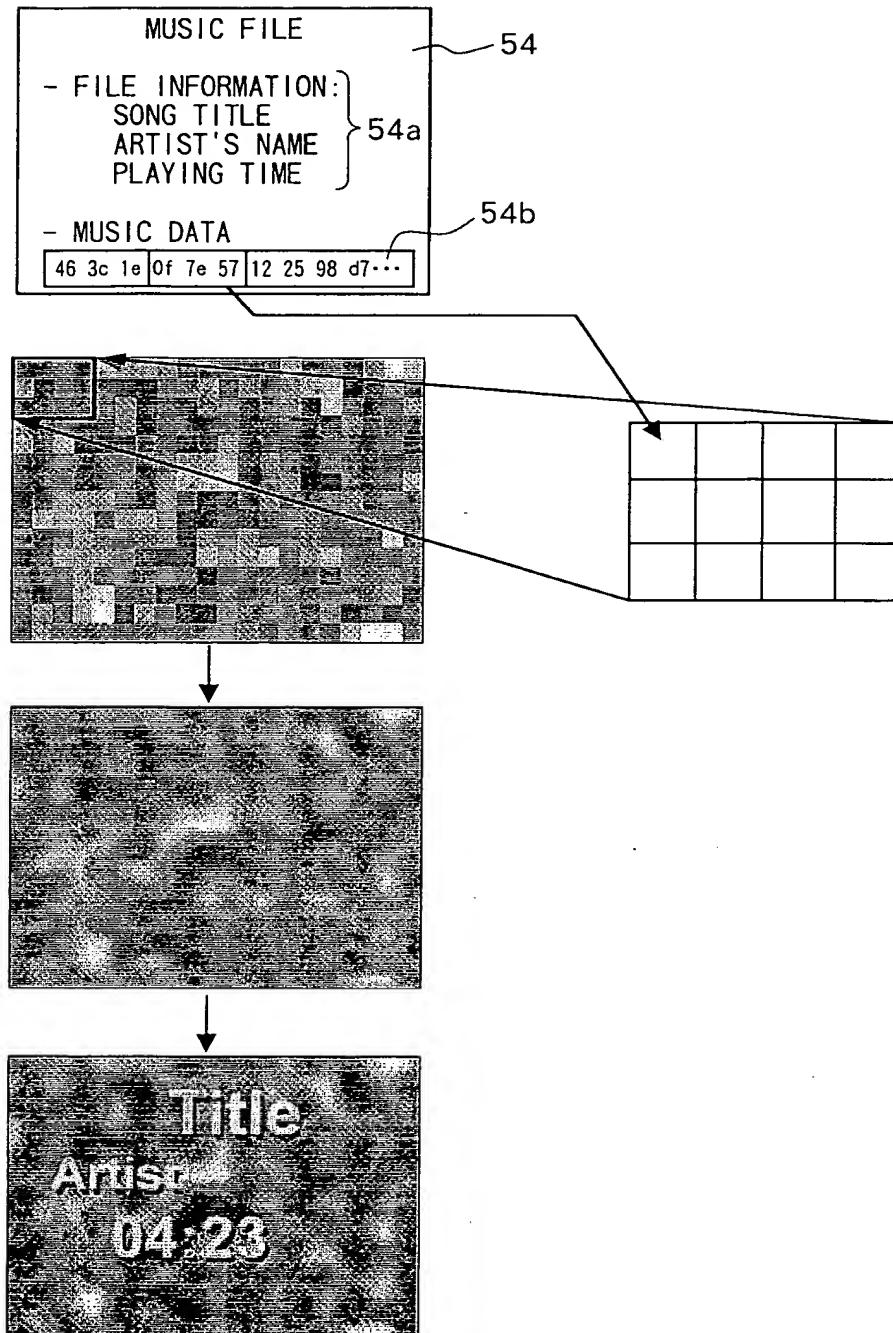 MUSIC FILE
54
- FILE INFORMATION:
SONG TITLE
ARTIST'S NAME
PLAYING TIME
54a
- MUSIC DATA
54b
46 3c 1e 0f 7e 57 12 25 98 d7...
Title
Artist
04:23